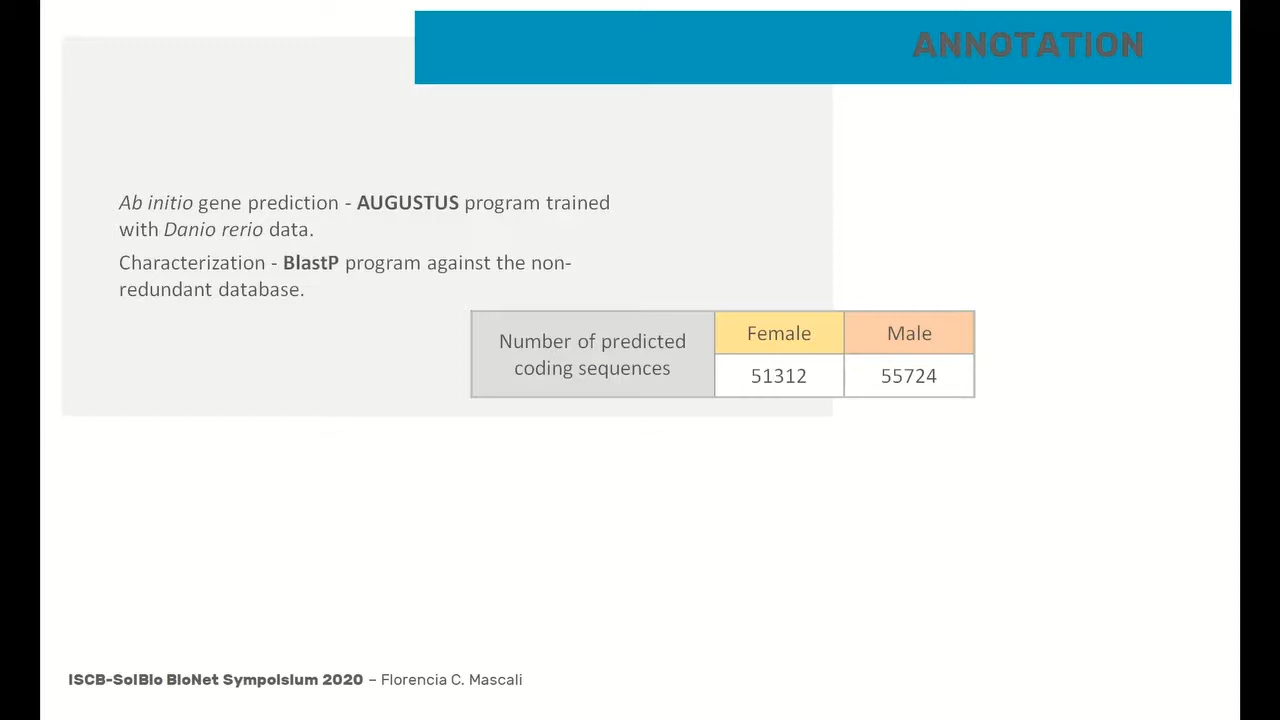 ANNOTATION
Ab initio gene prediction - AUGUSTUS program trained
with Danio rerio data.
Characterization - BlastP program against the non-
redundant database.
Number of predicted
coding sequences
Female
Male
51312
55724
ISCB-SolBio BioNet Sympoisium 2020 – Florencia C. Mascali